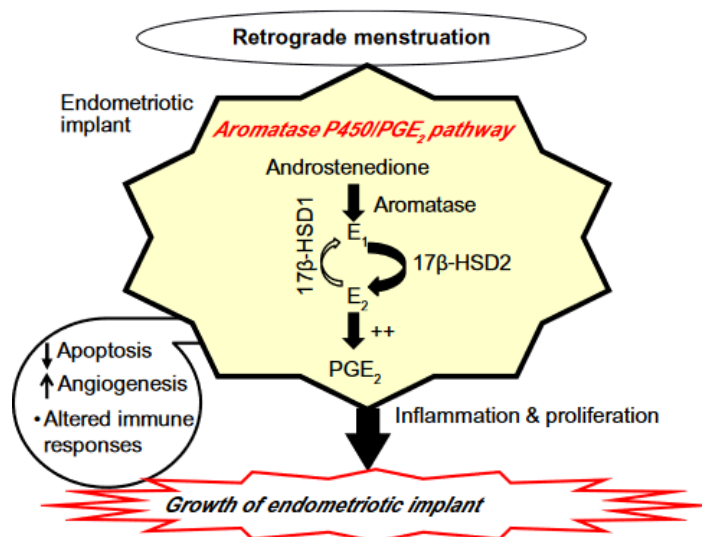 Retrograde menstruation
Endometriotic
implant
Aromatase P450/PGE₂ pathway
Androstenedione
Aromatase
17β-HSD1
E₁
17β-HSD2
E₂
++
PGE₂
↓ Apoptosis
↑ Angiogenesis
• Altered immune
responses
Inflammation & proliferation
Growth of endometriotic implant